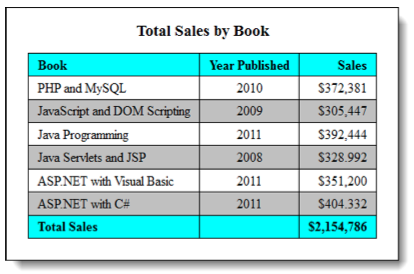 Total Sales by Book
Book Year Published Sales
PHP and MySQL 2010 $372,381
JavaScript and DOM Scripting 2009 $305,447
Java Programming 2011 $392,444
Java Servlets and JSP 2008 $328.992
ASP.NET with Visual Basic 2011 $351,200
ASP.NET with C# 2011 $404.332
Total Sales $2,154,786